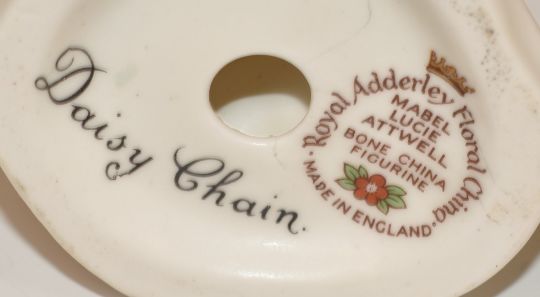 Daisy Chain.
Royal Adderley Floral China
MABEL
LUCIE
ATTWELL
BONE CHINA
FIGURINE
· MADE IN ENGLAND ·